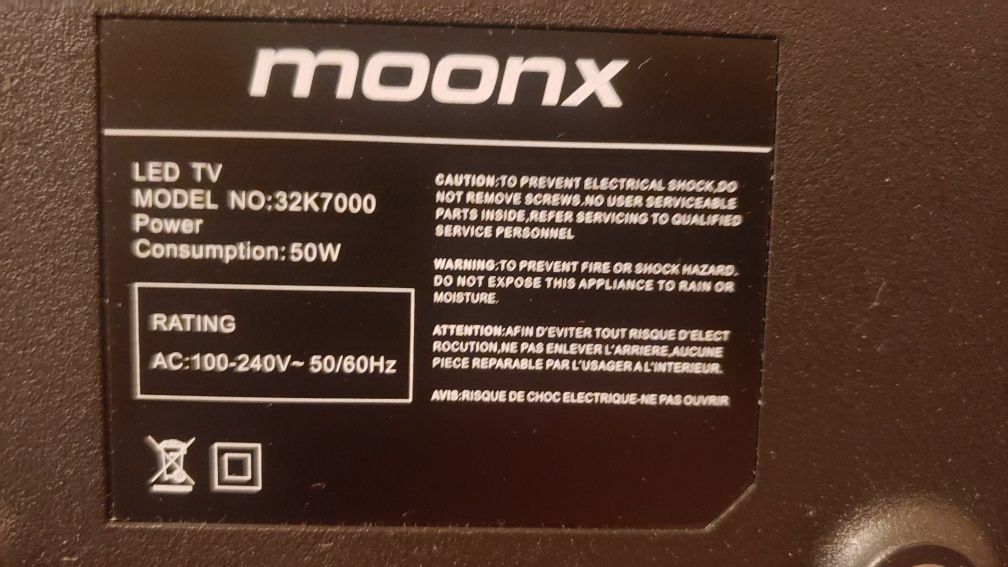 moonx
LED TV
MODEL NO:32K7000
Power
Consumption:50W
RATING
AC:100-240V~ 50/60Hz
CAUTION:TO PREVENT ELECTRICAL SHOCK,DO
NOT REMOVE SCREWS.NO USER SERVICEABLE
PARTS INSIDE,REFER SERVICING TO QUALIFIED
SERVICE PERSONNEL
WARNING:TO PREVENT FIRE OR SHOCK HAZARD.
DO NOT EXPOSE THIS APPLIANCE TO RAIN OR
MOISTURE.
ATTENTION:AFIN D'EVITER TOUT RISQUE D'ELECT
ROCUTION,NE PAS ENLEVER L'ARRIERE,AUCUNE
PIECE REPARABLE PAR L'USAGER A L'INTERIEUR.
AVIS:RISQUE DE CHOC ELECTRIQUE-NE PAS OUVRIR